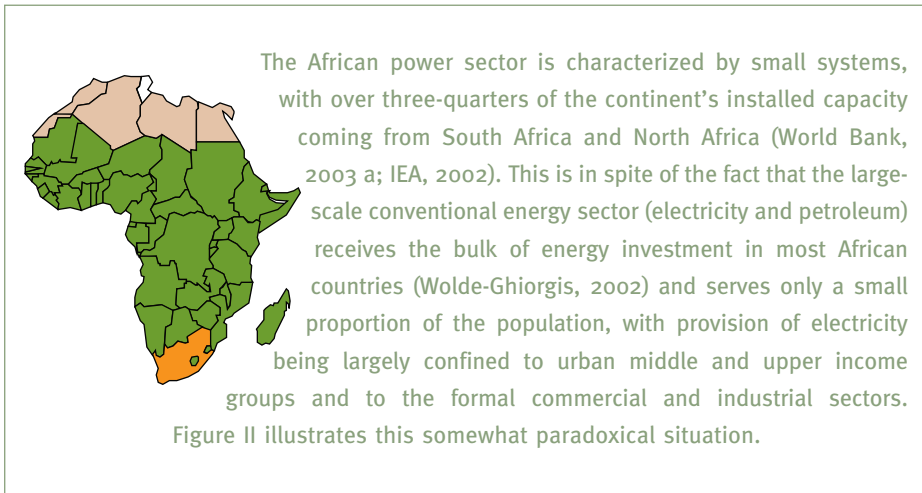 The African power sector is characterized by small systems,
with over three-quarters of the continent’s installed capacity
coming from South Africa and North Africa (World Bank,
2003 a; IEA, 2002). This is in spite of the fact that the large-
scale conventional energy sector (electricity and petroleum)
receives the bulk of energy investment in most African
countries (Wolde-Ghiorgis, 2002) and serves only a small
proportion of the population, with provision of electricity
being largely confined to urban middle and upper income
groups and to the formal commercial and industrial sectors.
Figure II illustrates this somewhat paradoxical situation.